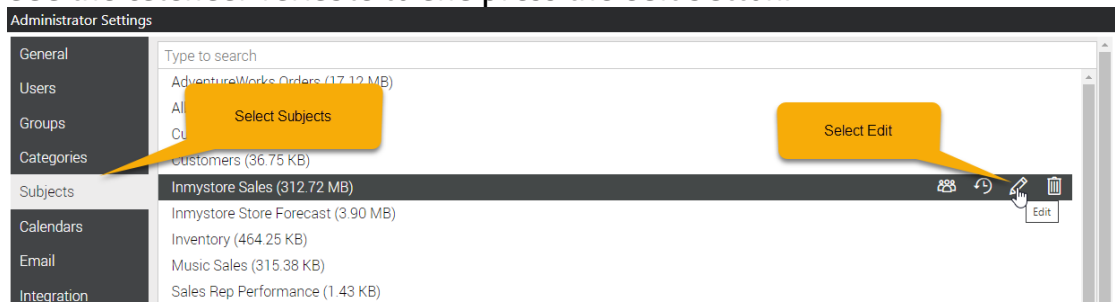 Administrator Settings
General
Users
Groups
Categories
Subjects
Calendars
Email
Integration
Type to search
AdventureWorks Orders (17.12 MB)
Select Subjects
Customers (36.75 KB)
Inmystore Sales (312.72 MB)
Inmystore Store Forecast (3.90 MB)
Inventory (464.25 KB)
Music Sales (315.38 KB)
Sales Rep Performance (1.43 KB)
Select Edit
Edit